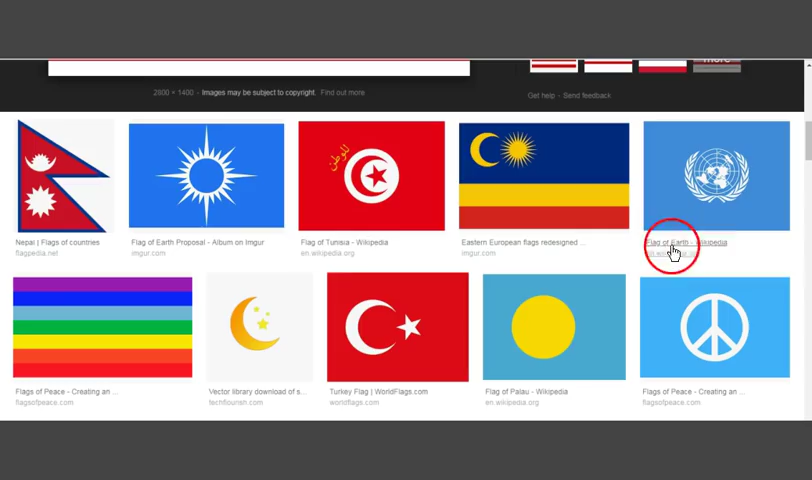 more
2800 × 1400 - Images may be subject to copyright. Find out more
Get help - Send feedback
Nepal | Flags of countries
flagpedia.net
Flag of Earth Proposal - Album on Imgur
imgur.com
Flag of Tunisia - Wikipedia
en.wikipedia.org
Eastern European flags redesigned ...
imgur.com
Flag of Earth - Wikipedia
Flags of Peace - Creating an ...
flagsofpeace.com
Vector library download of s...
techflourish.com
Turkey Flag | WorldFlags.com
worldflags.com
Flag of Palau - Wikipedia
en.wikipedia.org
Flags of Peace - Creating an ...
flagsofpeace.com